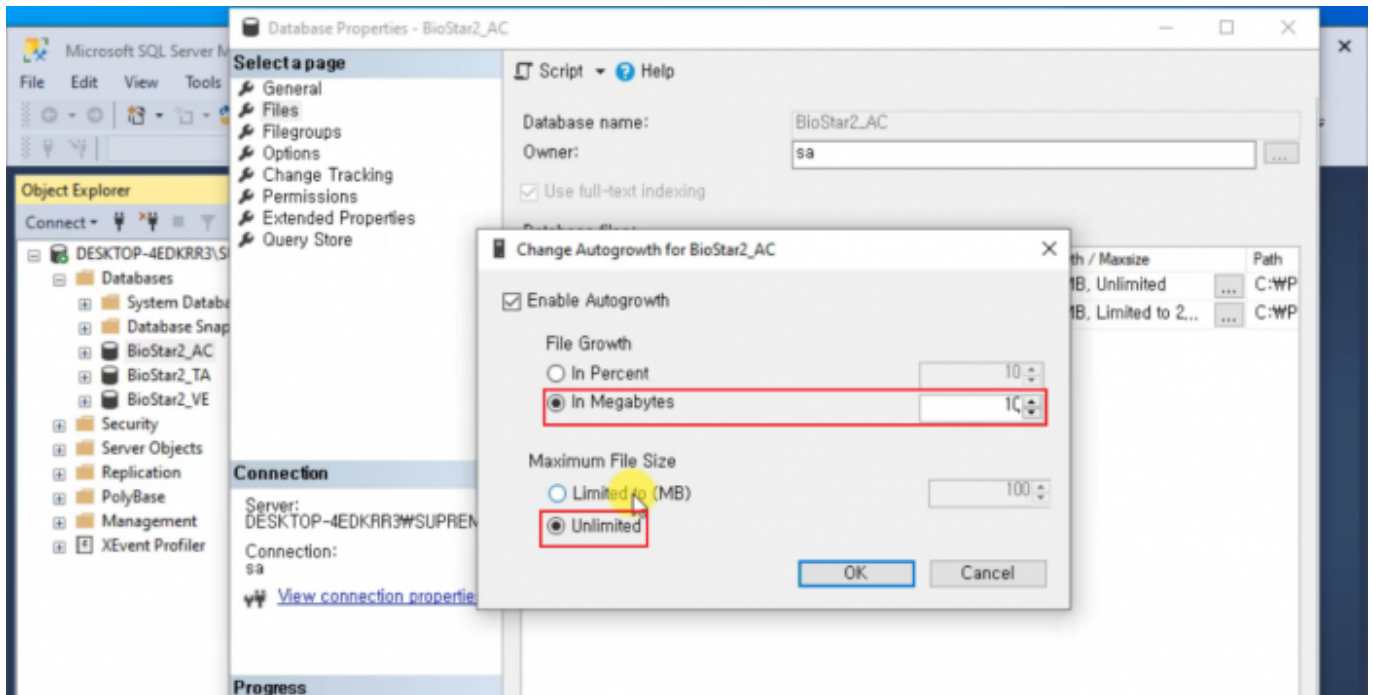 Database Properties - BioStar2_AC
Microsoft SQL Server M
File Edit View Tools
Select a page
General
Files
Filegroups
Options
Change Tracking
Permissions
Extended Properties
Query Store
Script Help
Database name: BioStar2_AC
Owner: sa ...
Use full-text indexing
Object Explorer
Connect
DESKTOP-4EDKRR3\S
Databases
System Databa
Database Snap
BioStar2_AC
BioStar2_TA
BioStar2_VE
Security
Server Objects
Replication
PolyBase
Management
XEvent Profiler
Database files:
th / Maxsize Path
MB, Unlimited ... C:₩P
MB, Limited to 2,... ... C:₩P
Change Autogrowth for BioStar2_AC
Enable Autogrowth
File Growth
In Percent 10
In Megabytes 10
Maximum File Size
Limited to (MB) 100
Unlimited
OK Cancel
Connection
Server:
DESKTOP-4EDKRR3₩SUPREM
Connection:
sa
View connection propertie
Progress